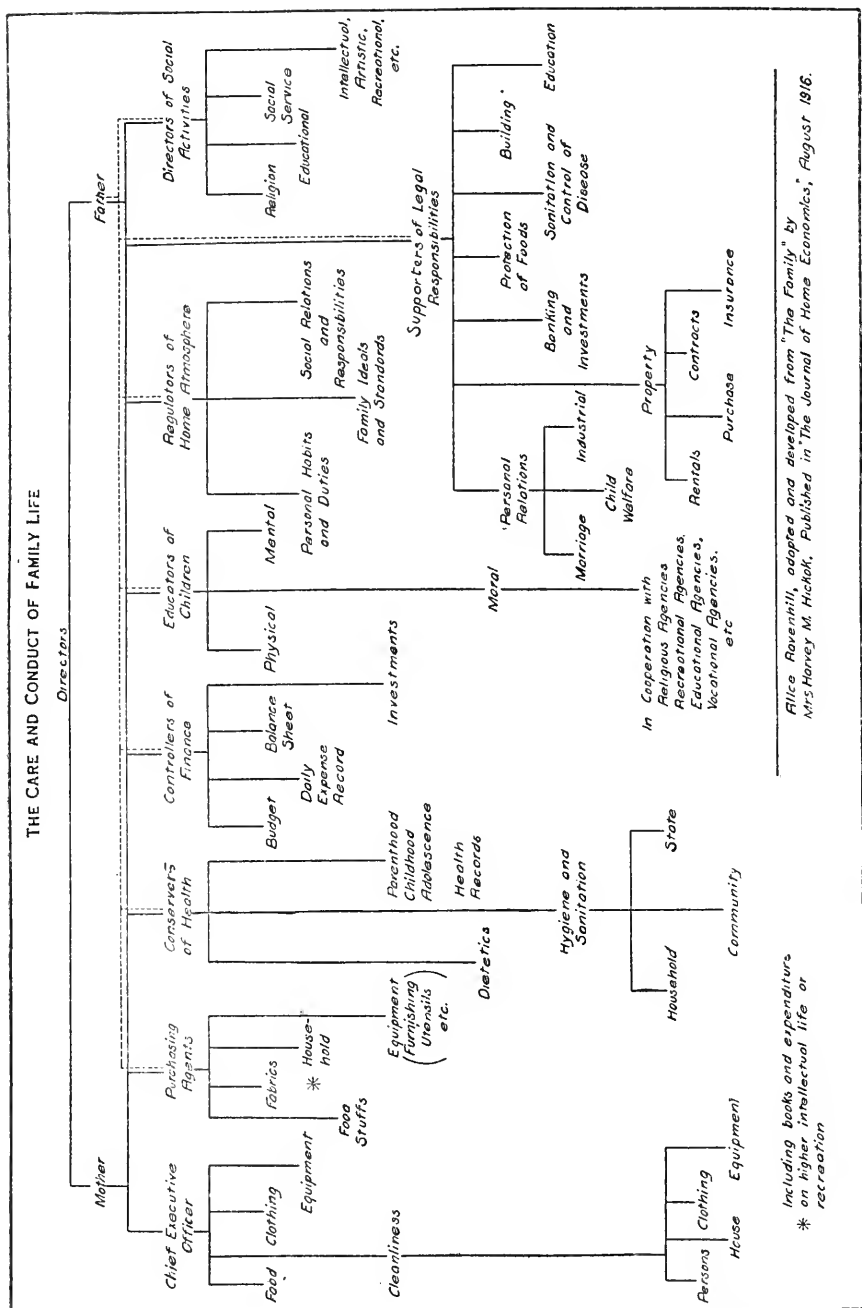 THE CARE AND CONDUCT OF FAMILY LIFE
Directors
Mother
Father
Chief Executive
Officer
Food
Cleanliness
Clothing
Equipment
Persons
House
Clothing
Equipment
Purchasing
Agents
Food
Stuffs
Fabrics
* House-
hold
Equipment
(Furnishing
Utensils
etc.)
Conservers
of Health
Dietetics
Hygiene and
Sanitation
Household
Community
State
Parenthood
Childhood
Adolescence
Health
Records
Controllers of
Finance
Budget
Daily
Expense
Record
Balance
Sheet
Investments
Educators of
Children
Physical
Moral
Mental
In Cooperation with
Religious Agencies
Recreational Agencies,
Educational Agencies,
Vocational Agencies.
etc
Regulators of
Home Atmosphere
Personal Habits
and Duties
Family Ideals
and Standards
Social Relations
and
Responsibilities
Supporters of Legal
Responsibilities
Personal
Relations
Marriage
Child
Welfare
Industrial
Property
Rentals
Purchase
Contracts
Insurance
Banking
and
Investments
Protection
of Foods
Sanitation and
Control of
Disease
Building
Education
Directors of Social
Activities
Religion
Educational
Social
Service
Intellectual,
Artistic,
Recreational,
etc.
Including books and expenditure
* on higher intellectual life or
recreation
Alice Ravenhill, adapted and developed from "The Family" by
Mrs Harvey M. Hickok, Published in "The Journal of Home Economics," August 1916.